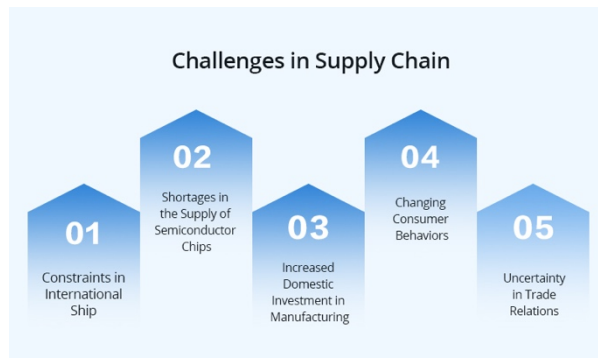 Challenges in Supply Chain
01
Constraints in
International
Ship
02
Shortages in
the Supply of
Semiconductor
Chips
03
Increased
Domestic
Investment in
Manufacturing
04
Changing
Consumer
Behaviors
05
Uncertainty
in Trade
Relations